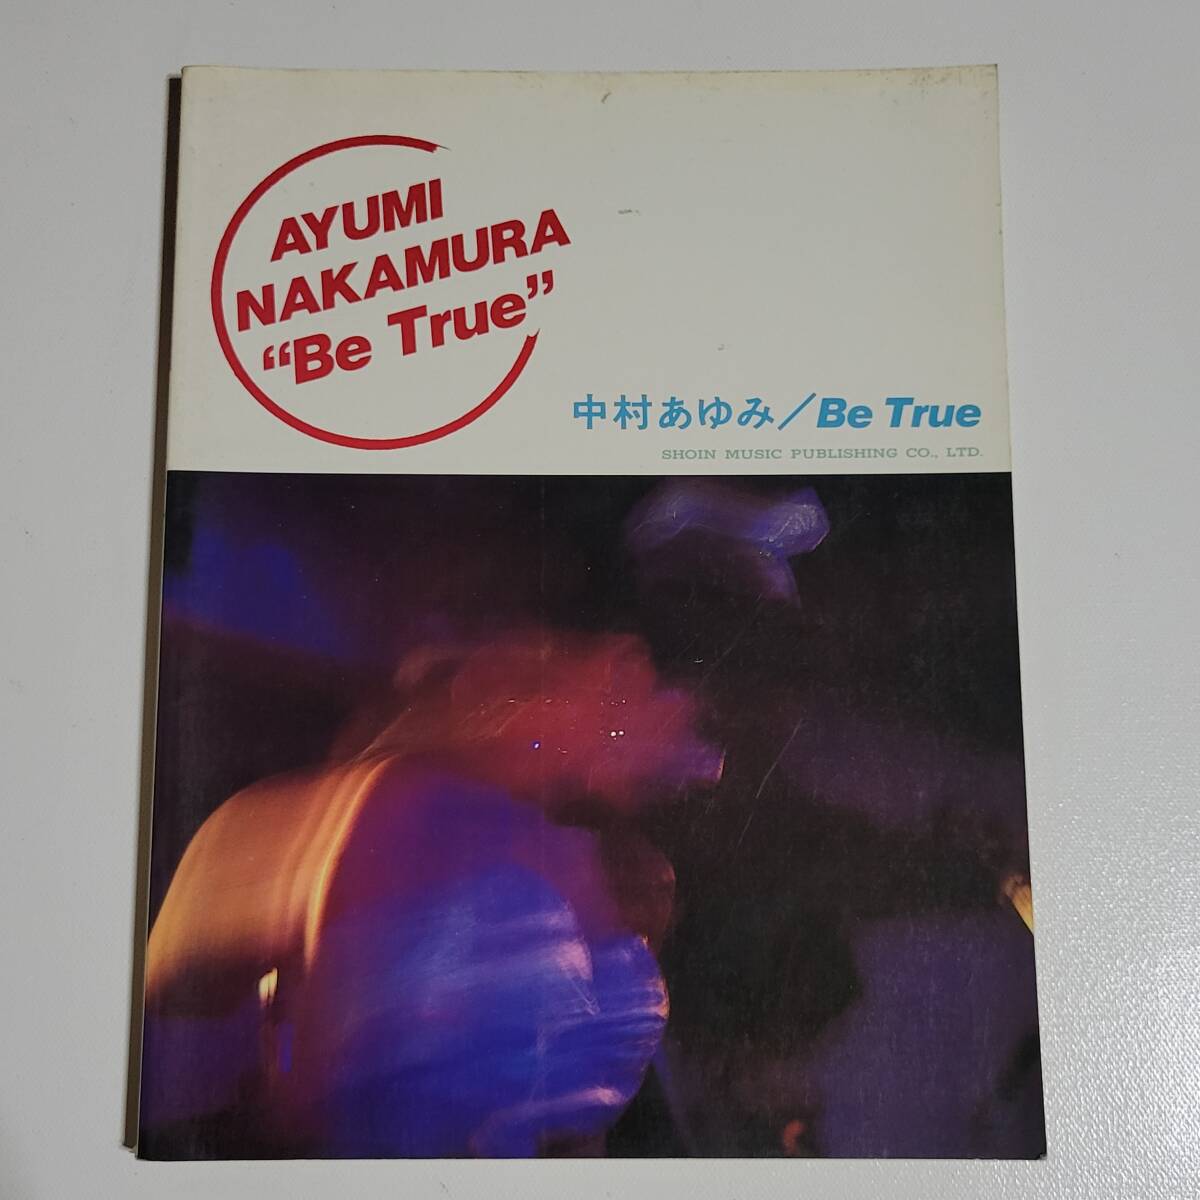 AYUMI
NAKAMURA
“Be True”
中村あゆみ／Be True
SHOIN MUSIC PUBLISHING CO., LTD.